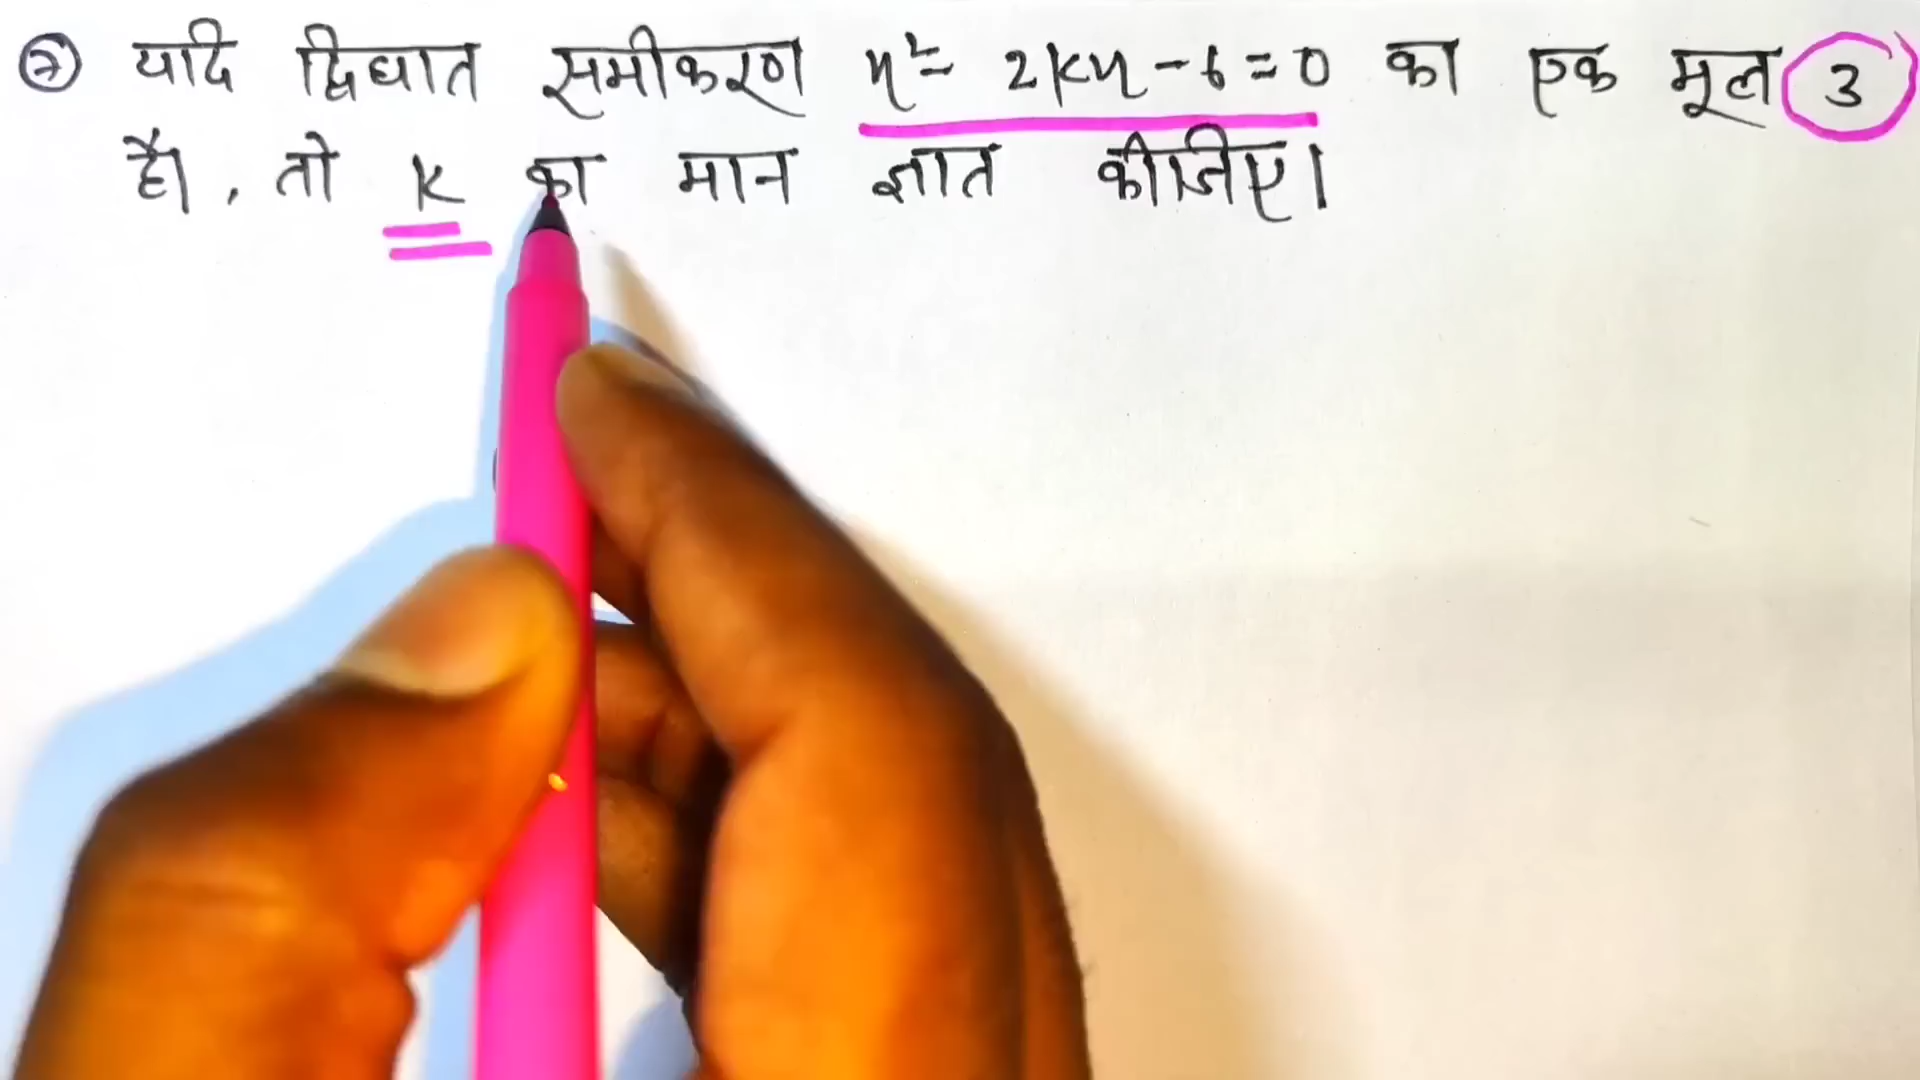 ⑦ यदि द्विघात समीकरण x² - 2kx - 6 = 0 का एक मूल 3
है।, तो k का मान ज्ञात कीजिए।